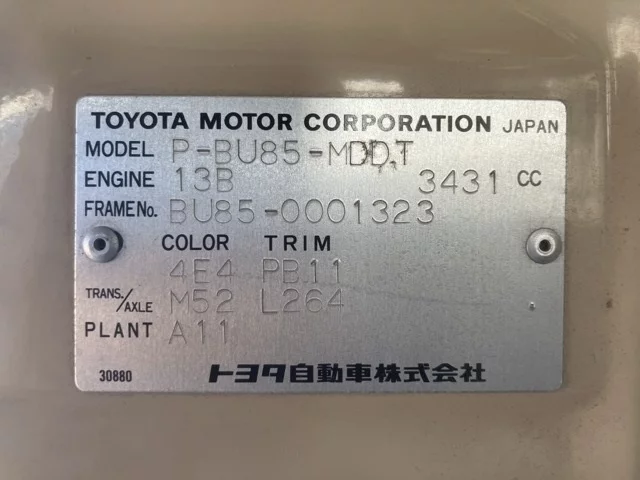 TOYOTA MOTOR CORPORATION JAPAN
MODEL P-BU85-MDDT
ENGINE 13B 3431 CC
FRAME No. BU85-0001323
COLOR TRIM
4E4 PB11
TRANS./AXLE M52 L264
PLANT A11
30880 トヨタ自動車株式会社